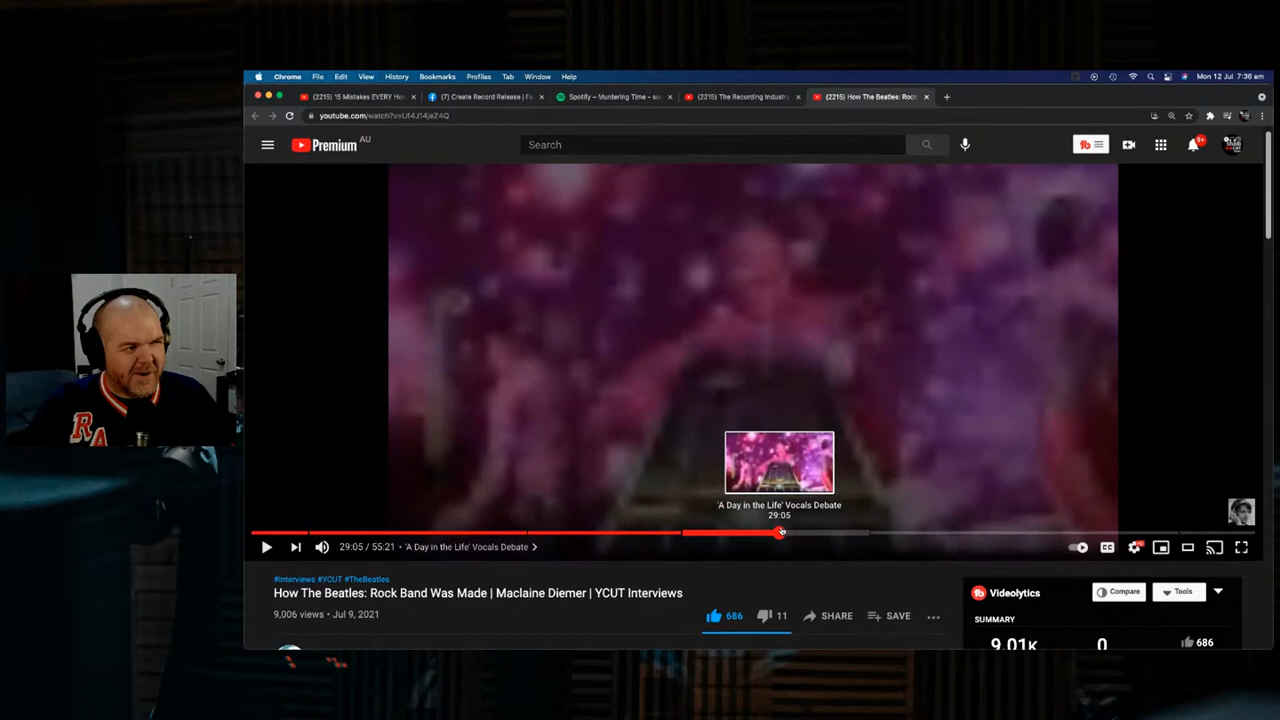 Chrome File Edit View History Bookmarks Profiles Tab Window Help Mon 12 Jul 7:36 am
(2215) 15 Mistakes EVERY Ho (7) Create Record Release | Fa Spotify – Murdering Time – so (2215) The Recording Industry (2215) How The Beatles: Rock
youtube.com/watch?v=
Premium AU
Search
9+
'A Day in the Life' Vocals Debate
29:05
29:05 / 55:21 • 'A Day in the Life' Vocals Debate
#Interviews #YCUT #TheBeatles
How The Beatles: Rock Band Was Made | Maclaine Diemer | YCUT Interviews
9,006 views • Jul 9, 2021
686 11 SHARE SAVE
Videolytics Compare Tools
SUMMARY
9.01K 0 686
R A